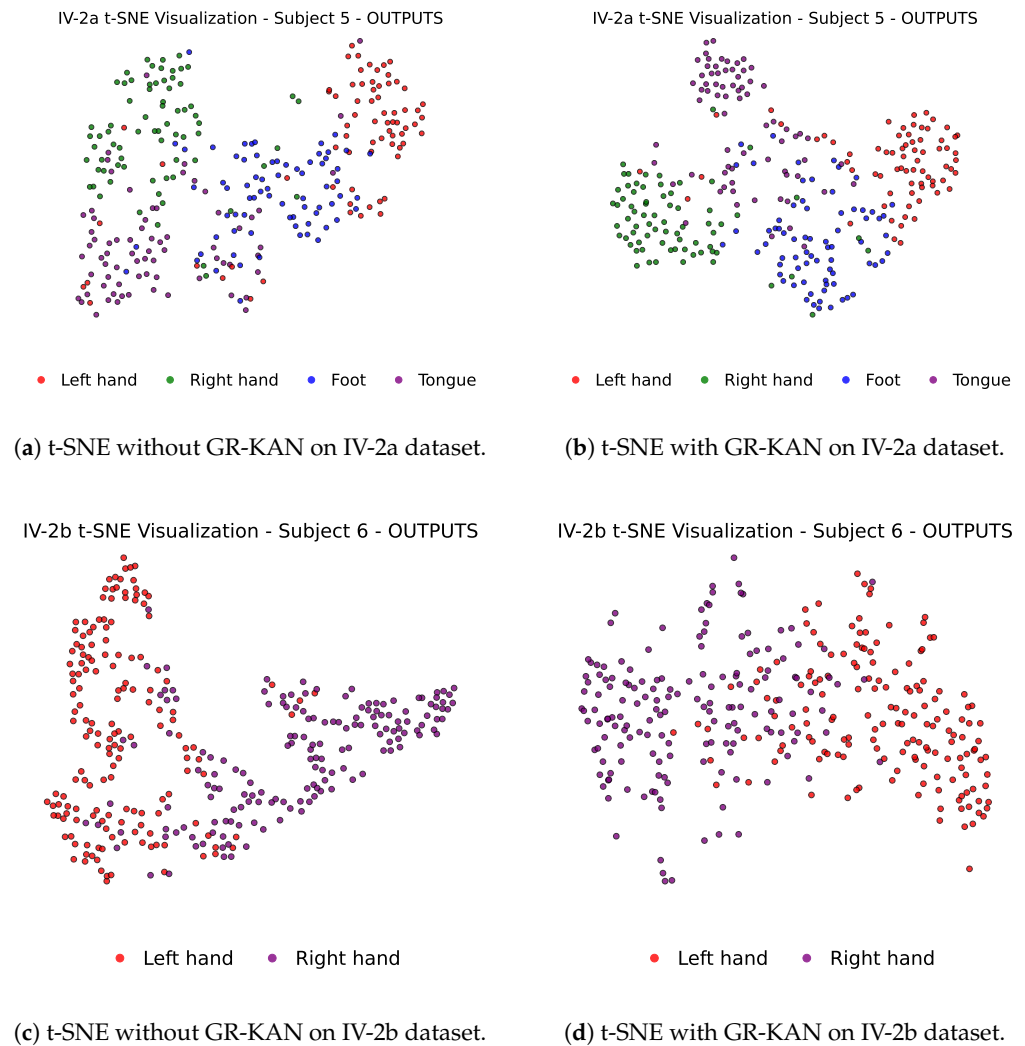 IV-2a t-SNE Visualization - Subject 5 - OUTPUTS
Left hand Right hand Foot Tongue
(a) t-SNE without GR-KAN on IV-2a dataset.
IV-2a t-SNE Visualization - Subject 5 - OUTPUTS
Left hand Right hand Foot Tongue
(b) t-SNE with GR-KAN on IV-2a dataset.
IV-2b t-SNE Visualization - Subject 6 - OUTPUTS
Left hand Right hand
(c) t-SNE without GR-KAN on IV-2b dataset.
IV-2b t-SNE Visualization - Subject 6 - OUTPUTS
Left hand Right hand
(d) t-SNE with GR-KAN on IV-2b dataset.